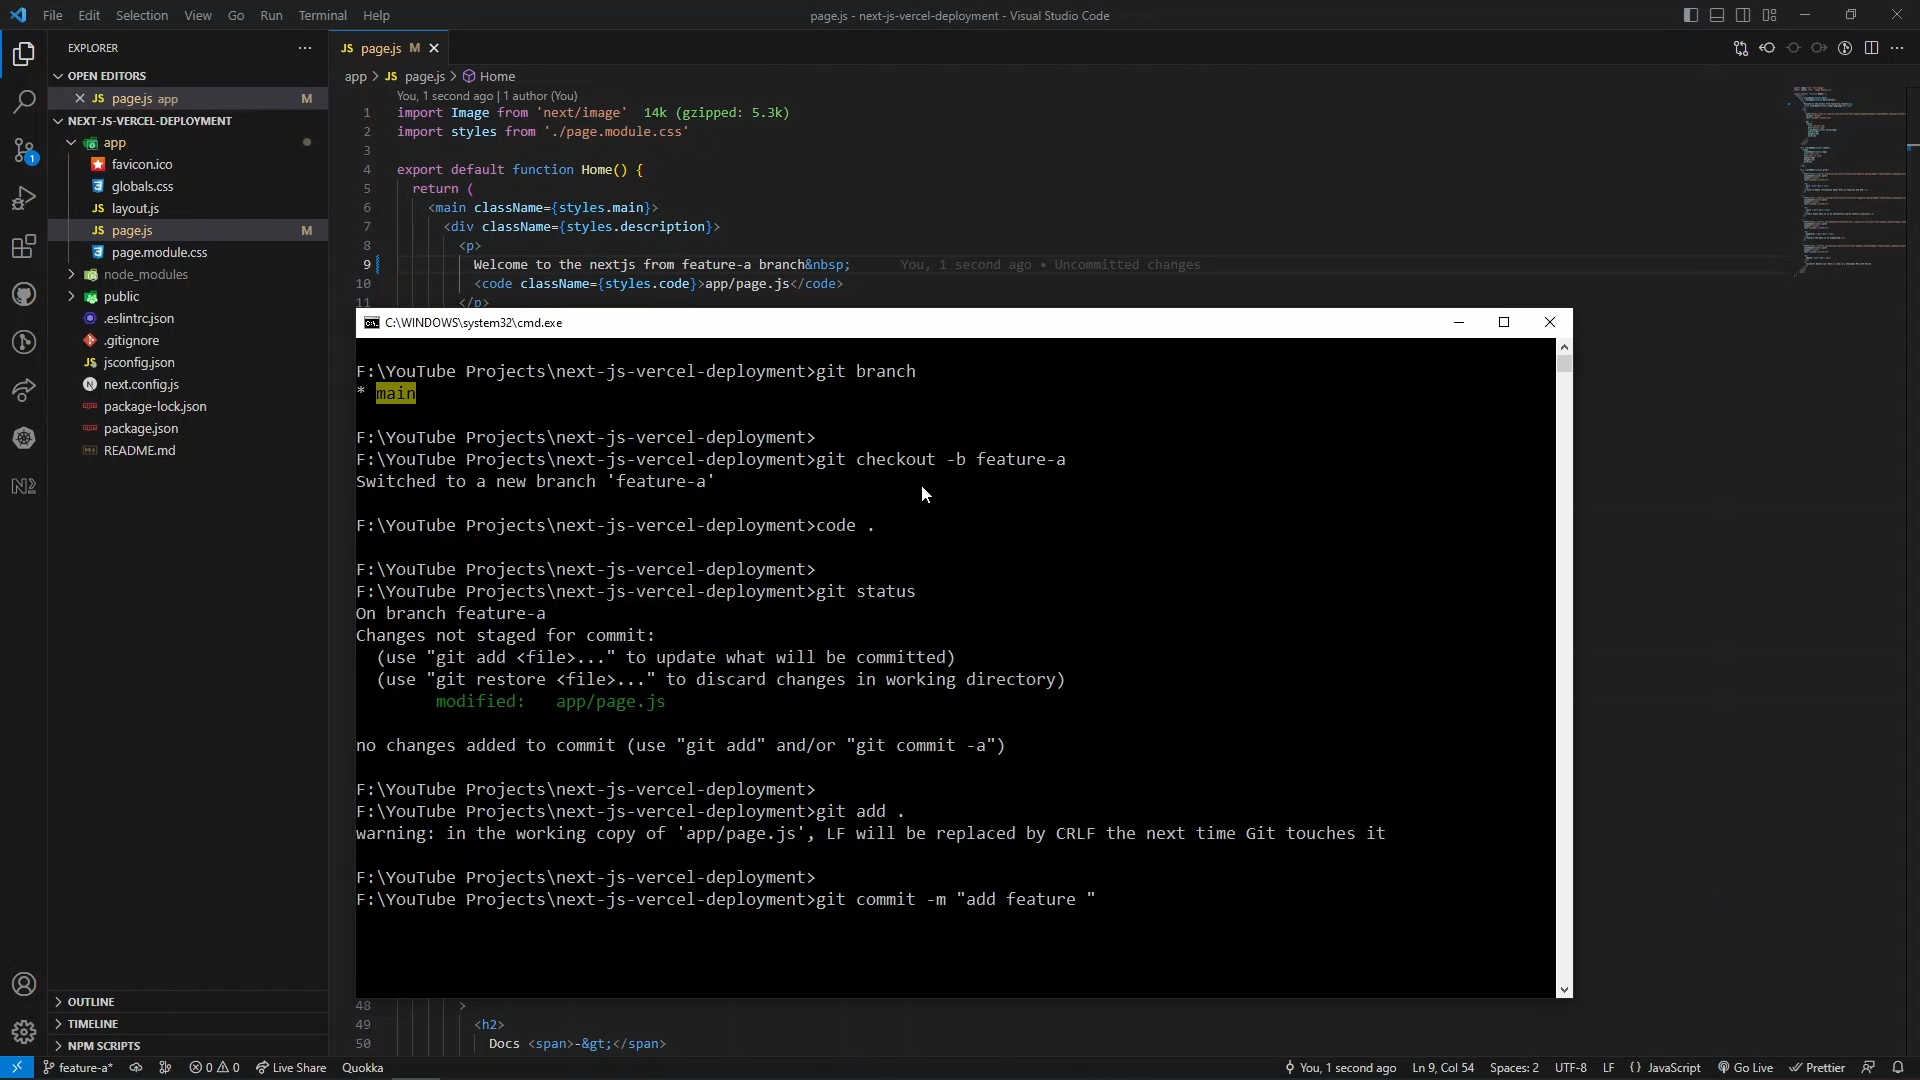 File Edit Selection View Go Run Terminal Help
page.js - next-js-vercel-deployment - Visual Studio Code
EXPLORER
OPEN EDITORS
JS page.js app M
NEXT-JS-VERCEL-DEPLOYMENT
app
favicon.ico
globals.css
JS layout.js
JS page.js M
page.module.css
node_modules
public
.eslintrc.json
.gitignore
JS jsconfig.json
next.config.js
package-lock.json
package.json
README.md
OUTLINE
TIMELINE
NPM SCRIPTS
JS page.js M
app > JS page.js > Home
You, 1 second ago | 1 author (You)
1 import Image from 'next/image' 14k (gzipped: 5.3k)
2 import styles from './page.module.css'
3
4 export default function Home() {
5 return (
6 <main className={styles.main}>
7 <div className={styles.description}>
8 <p>
9 Welcome to the nextjs from feature-a branch&nbsp; You, 1 second ago • Uncommitted changes
10 <code className={styles.code}>app/page.js</code>
11 </p>
C:\WINDOWS\system32\cmd.exe
F:\YouTube Projects\next-js-vercel-deployment>git branch
* main
F:\YouTube Projects\next-js-vercel-deployment>
F:\YouTube Projects\next-js-vercel-deployment>git checkout -b feature-a
Switched to a new branch 'feature-a'
F:\YouTube Projects\next-js-vercel-deployment>code .
F:\YouTube Projects\next-js-vercel-deployment>
F:\YouTube Projects\next-js-vercel-deployment>git status
On branch feature-a
Changes not staged for commit:
(use "git add <file>..." to update what will be committed)
(use "git restore <file>..." to discard changes in working directory)
modified: app/page.js
no changes added to commit (use "git add" and/or "git commit -a")
F:\YouTube Projects\next-js-vercel-deployment>
F:\YouTube Projects\next-js-vercel-deployment>git add .
warning: in the working copy of 'app/page.js', LF will be replaced by CRLF the next time Git touches it
F:\YouTube Projects\next-js-vercel-deployment>
F:\YouTube Projects\next-js-vercel-deployment>git commit -m "add feature "
48 >
49 <h2>
50 Docs <span>-&gt;</span>
feature-a* 0 0 Live Share Quokka
You, 1 second ago Ln 9, Col 54 Spaces: 2 UTF-8 LF {} JavaScript Go Live Prettier